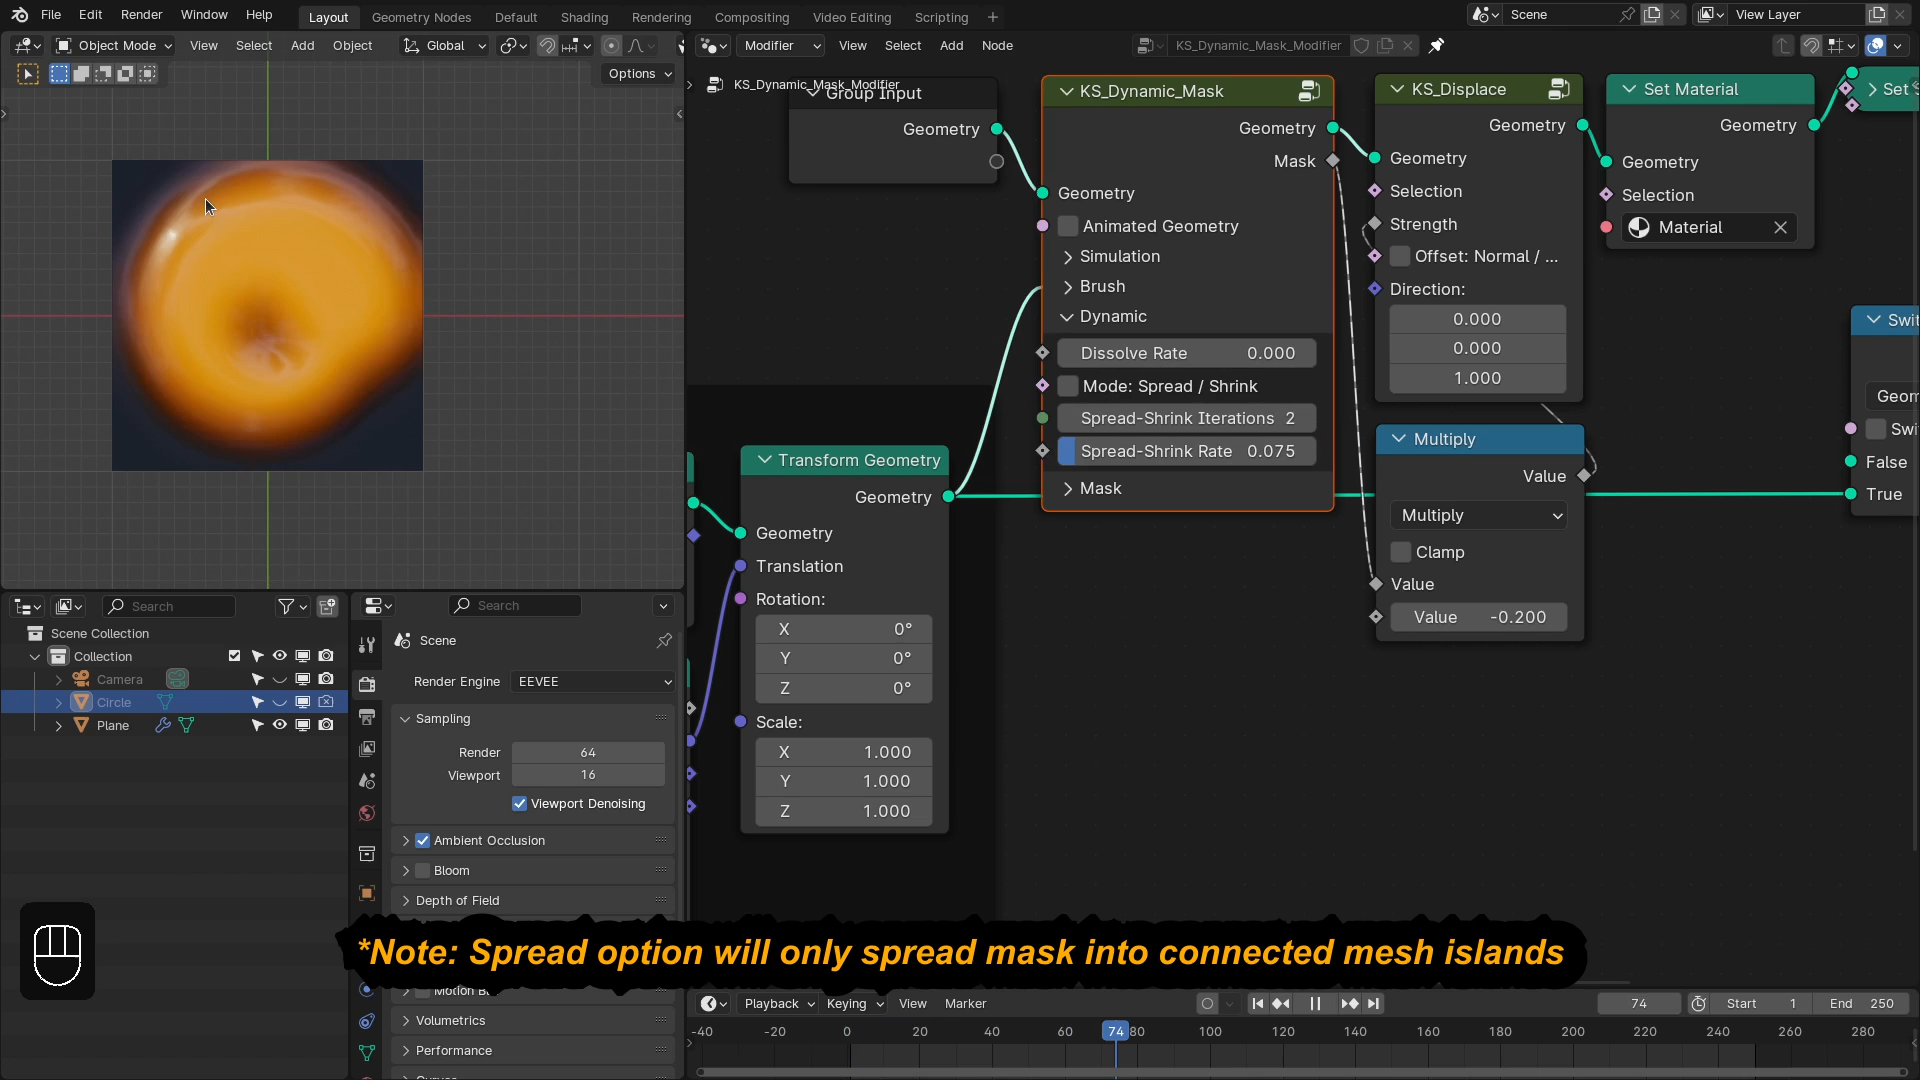 File Edit Render Window Help Layout Geometry Nodes Default Shading Rendering Compositing Video Editing Scripting + Scene View Layer
Object Mode View Select Add Object Global
Options
Modifier View Select Add Node KS_Dynamic_Mask_Modifier
KS_Dynamic_Mask_Modifier
Group Input
Geometry
KS_Dynamic_Mask
Geometry
Mask
Geometry
Animated Geometry
Simulation
Brush
Dynamic
Dissolve Rate 0.000
Mode: Spread / Shrink
Spread-Shrink Iterations 2
Spread-Shrink Rate 0.075
Mask
KS_Displace
Geometry
Geometry
Selection
Strength
Offset: Normal / ...
Direction:
0.000
0.000
1.000
Set Material
Geometry
Geometry
Selection
Material
Set
Multiply
Value
Multiply
Clamp
Value
Value -0.200
Swit
Geom
Swi
False
True
Transform Geometry
Geometry
Geometry
Translation
Rotation:
X 0°
Y 0°
Z 0°
Scale:
X 1.000
Y 1.000
Z 1.000
Search
Scene Collection
Collection
Camera
Circle
Plane
Search
Scene
Render Engine EEVEE
Sampling
Render 64
Viewport 16
Viewport Denoising
Ambient Occlusion
Bloom
Depth of Field
*Note: Spread option will only spread mask into connected mesh islands
Motion B
Volumetrics
Performance
Playback Keying View Marker 74 Start 1 End 250
-40 -20 0 20 40 60 74 80 100 120 140 160 180 200 220 240 260 280